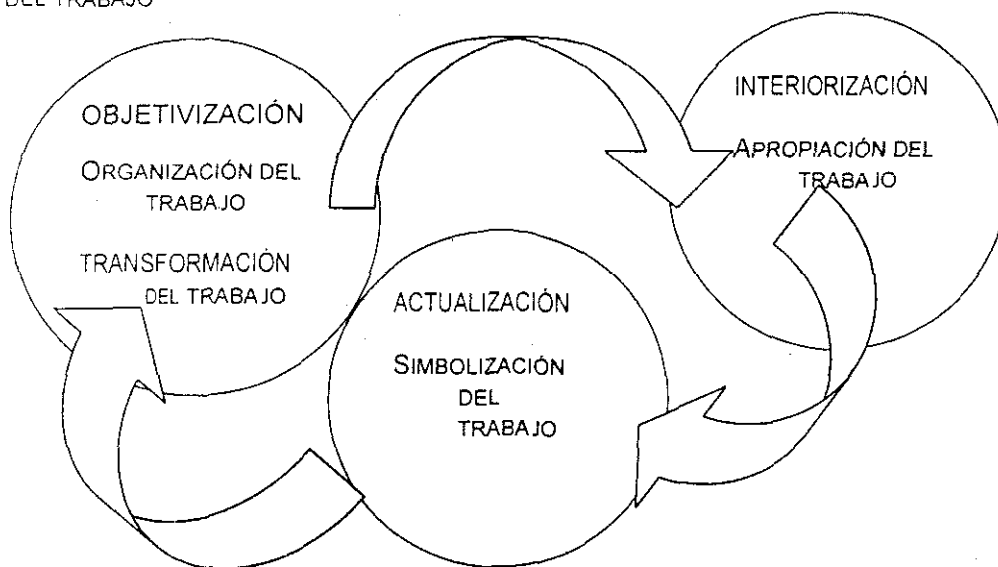 DEL TRABAJO
OBJETIVIZACIÓN
ORGANIZACIÓN DEL
TRABAJO
TRANSFORMACIÓN
DEL TRABAJO
INTERIORIZACIÓN
APROPIACIÓN DEL
TRABAJO
ACTUALIZACIÓN
SIMBOLIZACIÓN
DEL
TRABAJO